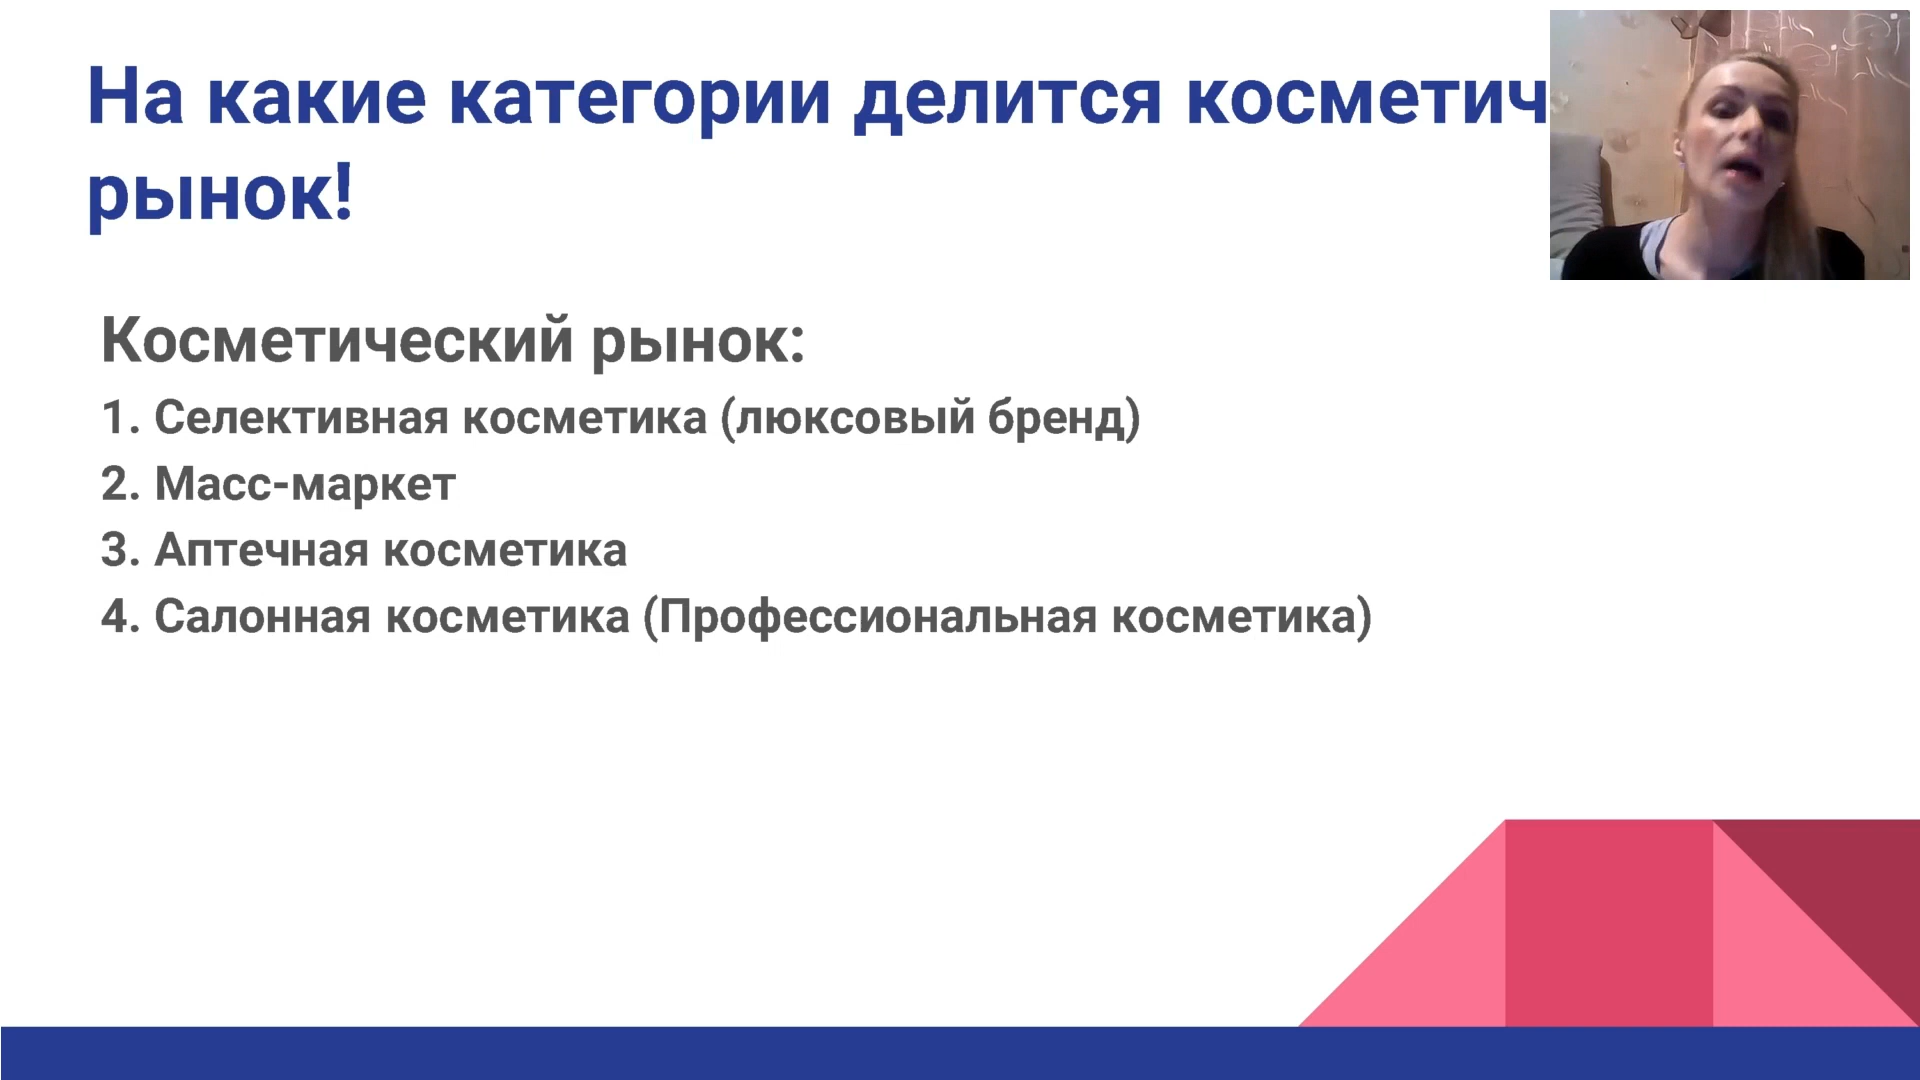 На какие категории делится косметич
рынок!
Косметический рынок:
1. Селективная косметика (люксовый бренд)
2. Масс-маркет
3. Аптечная косметика
4. Салонная косметика (Профессиональная косметика)